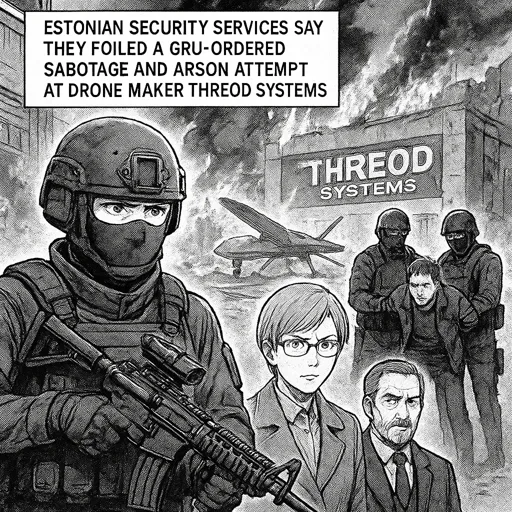 ESTONIAN SECURITY SERVICES SAY
THEY FOILED A GRU-ORDERED
SABOTAGE AND ARSON ATTEMPT
AT DRONE MAKER THREOD SYSTEMS
THREOD
SYSTEMS